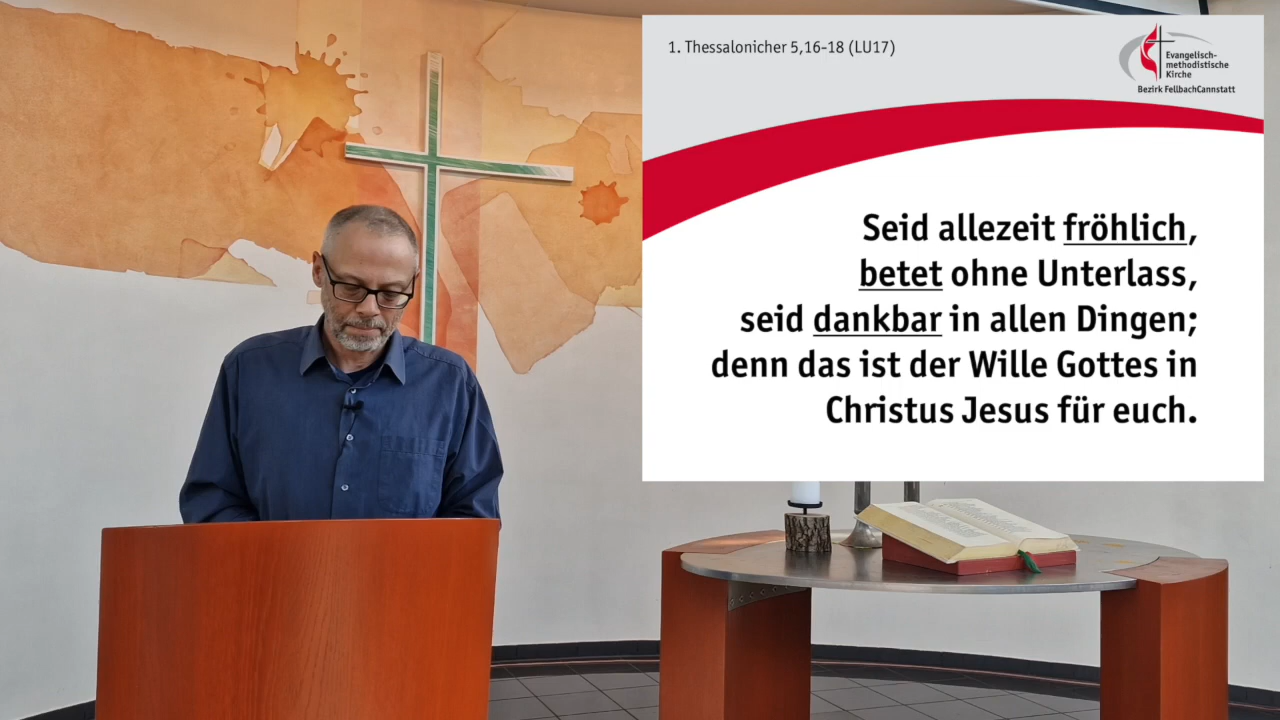 1. Thessalonicher 5,16-18 (LU17)
Evangelisch-
methodistische
Kirche
Bezirk FellbachCannstatt
Seid allezeit fröhlich,
betet ohne Unterlass,
seid dankbar in allen Dingen;
denn das ist der Wille Gottes in
Christus Jesus für euch.